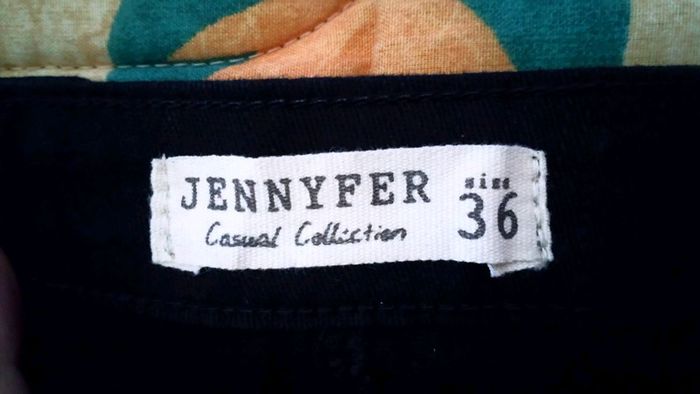 JENNYFER
Casual Collection
size
36